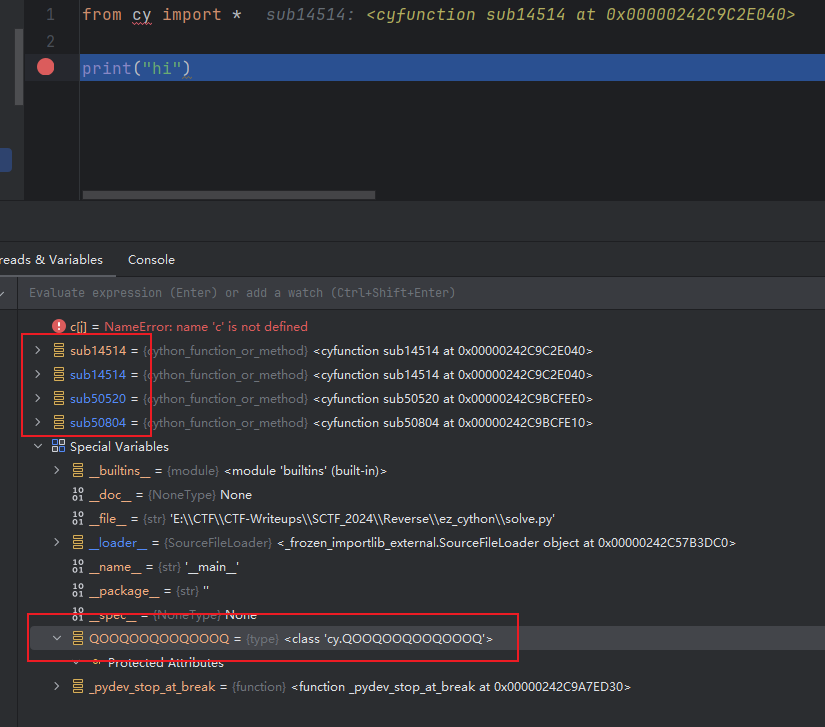 1 from cy import * sub14514: <cyfunction sub14514 at 0x00000242C9C2E040>
2
print("hi")
reads & Variables Console
Evaluate expression (Enter) or add a watch (Ctrl+Shift+Enter)
c[j] = NameError: name 'c' is not defined
sub14514 = {cython_function_or_method} <cyfunction sub14514 at 0x00000242C9C2E040>
sub14514 = {cython_function_or_method} <cyfunction sub14514 at 0x00000242C9C2E040>
sub50520 = {cython_function_or_method} <cyfunction sub50520 at 0x00000242C9BCFEE0>
sub50804 = {cython_function_or_method} <cyfunction sub50804 at 0x00000242C9BCFE10>
Special Variables
__builtins__ = {module} <module 'builtins' (built-in)>
__doc__ = {NoneType} None
__file__ = {str} 'E:\\CTF\\CTF-Writeups\\SCTF_2024\\Reverse\\ez_cython\\solve.py'
__loader__ = {SourceFileLoader} <_frozen_importlib_external.SourceFileLoader object at 0x00000242C57B3DC0>
__name__ = {str} '__main__'
__package__ = {str} ''
__spec__ = {NoneType} None
QOOQOOQOOQOOOQ = {type} <class 'cy.QOOQOOQOOQOOOQ'>
Protected Attributes
_pydev_stop_at_break = {function} <function _pydev_stop_at_break at 0x00000242C9A7ED30>